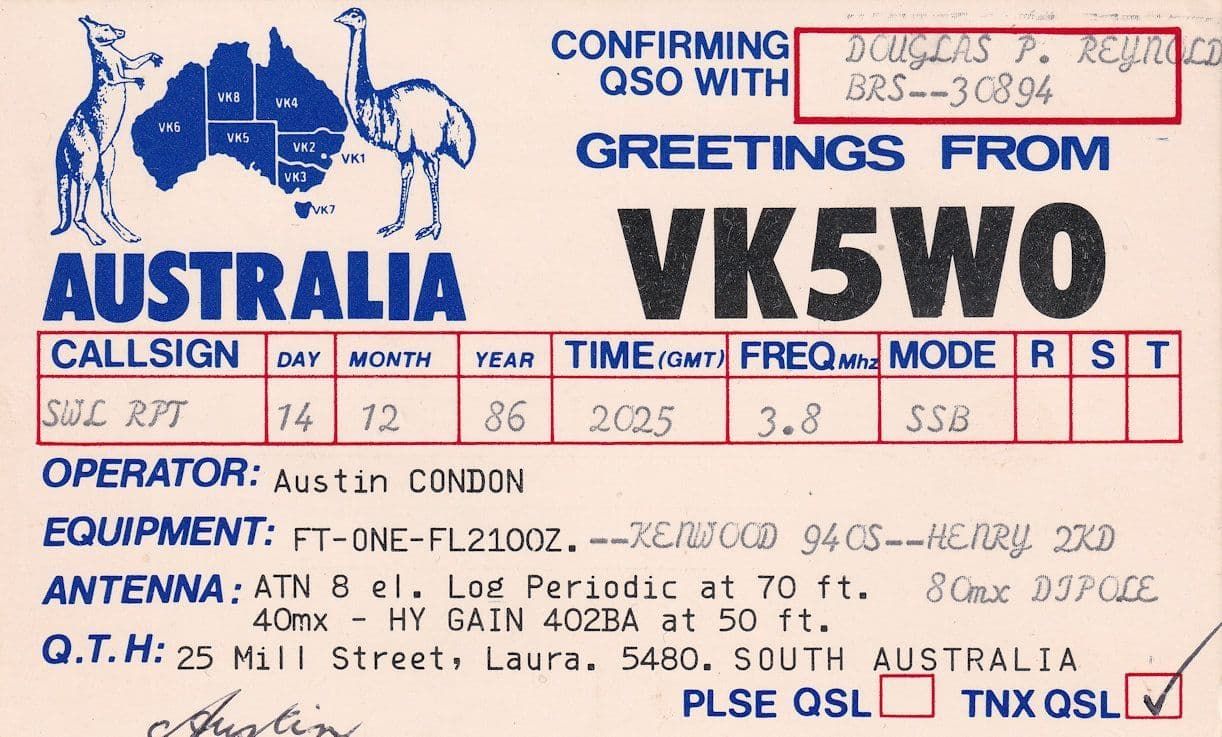 CONFIRMING
QSO WITH
DOUGLAS P. REYNOLD
BRS--30894
VK8
VK4
VK6
VK5
VK2
VK1
VK3
VK7
GREETINGS FROM
VK5WO
AUSTRALIA
CALLSIGN DAY MONTH YEAR TIME (GMT) FREQ Mhz MODE R S T
SWL RPT 14 12 86 2025 3.8 SSB
OPERATOR: Austin CONDON
EQUIPMENT: FT-ONE-FL2100Z. --KENWOOD 940S--HENRY 2KD
ANTENNA: ATN 8 el. Log Periodic at 70 ft. 80mx DIPOLE
40mx - HY GAIN 402BA at 50 ft.
Q.T.H: 25 Mill Street, Laura. 5480. SOUTH AUSTRALIA
PLSE QSL TNX QSL
Austin